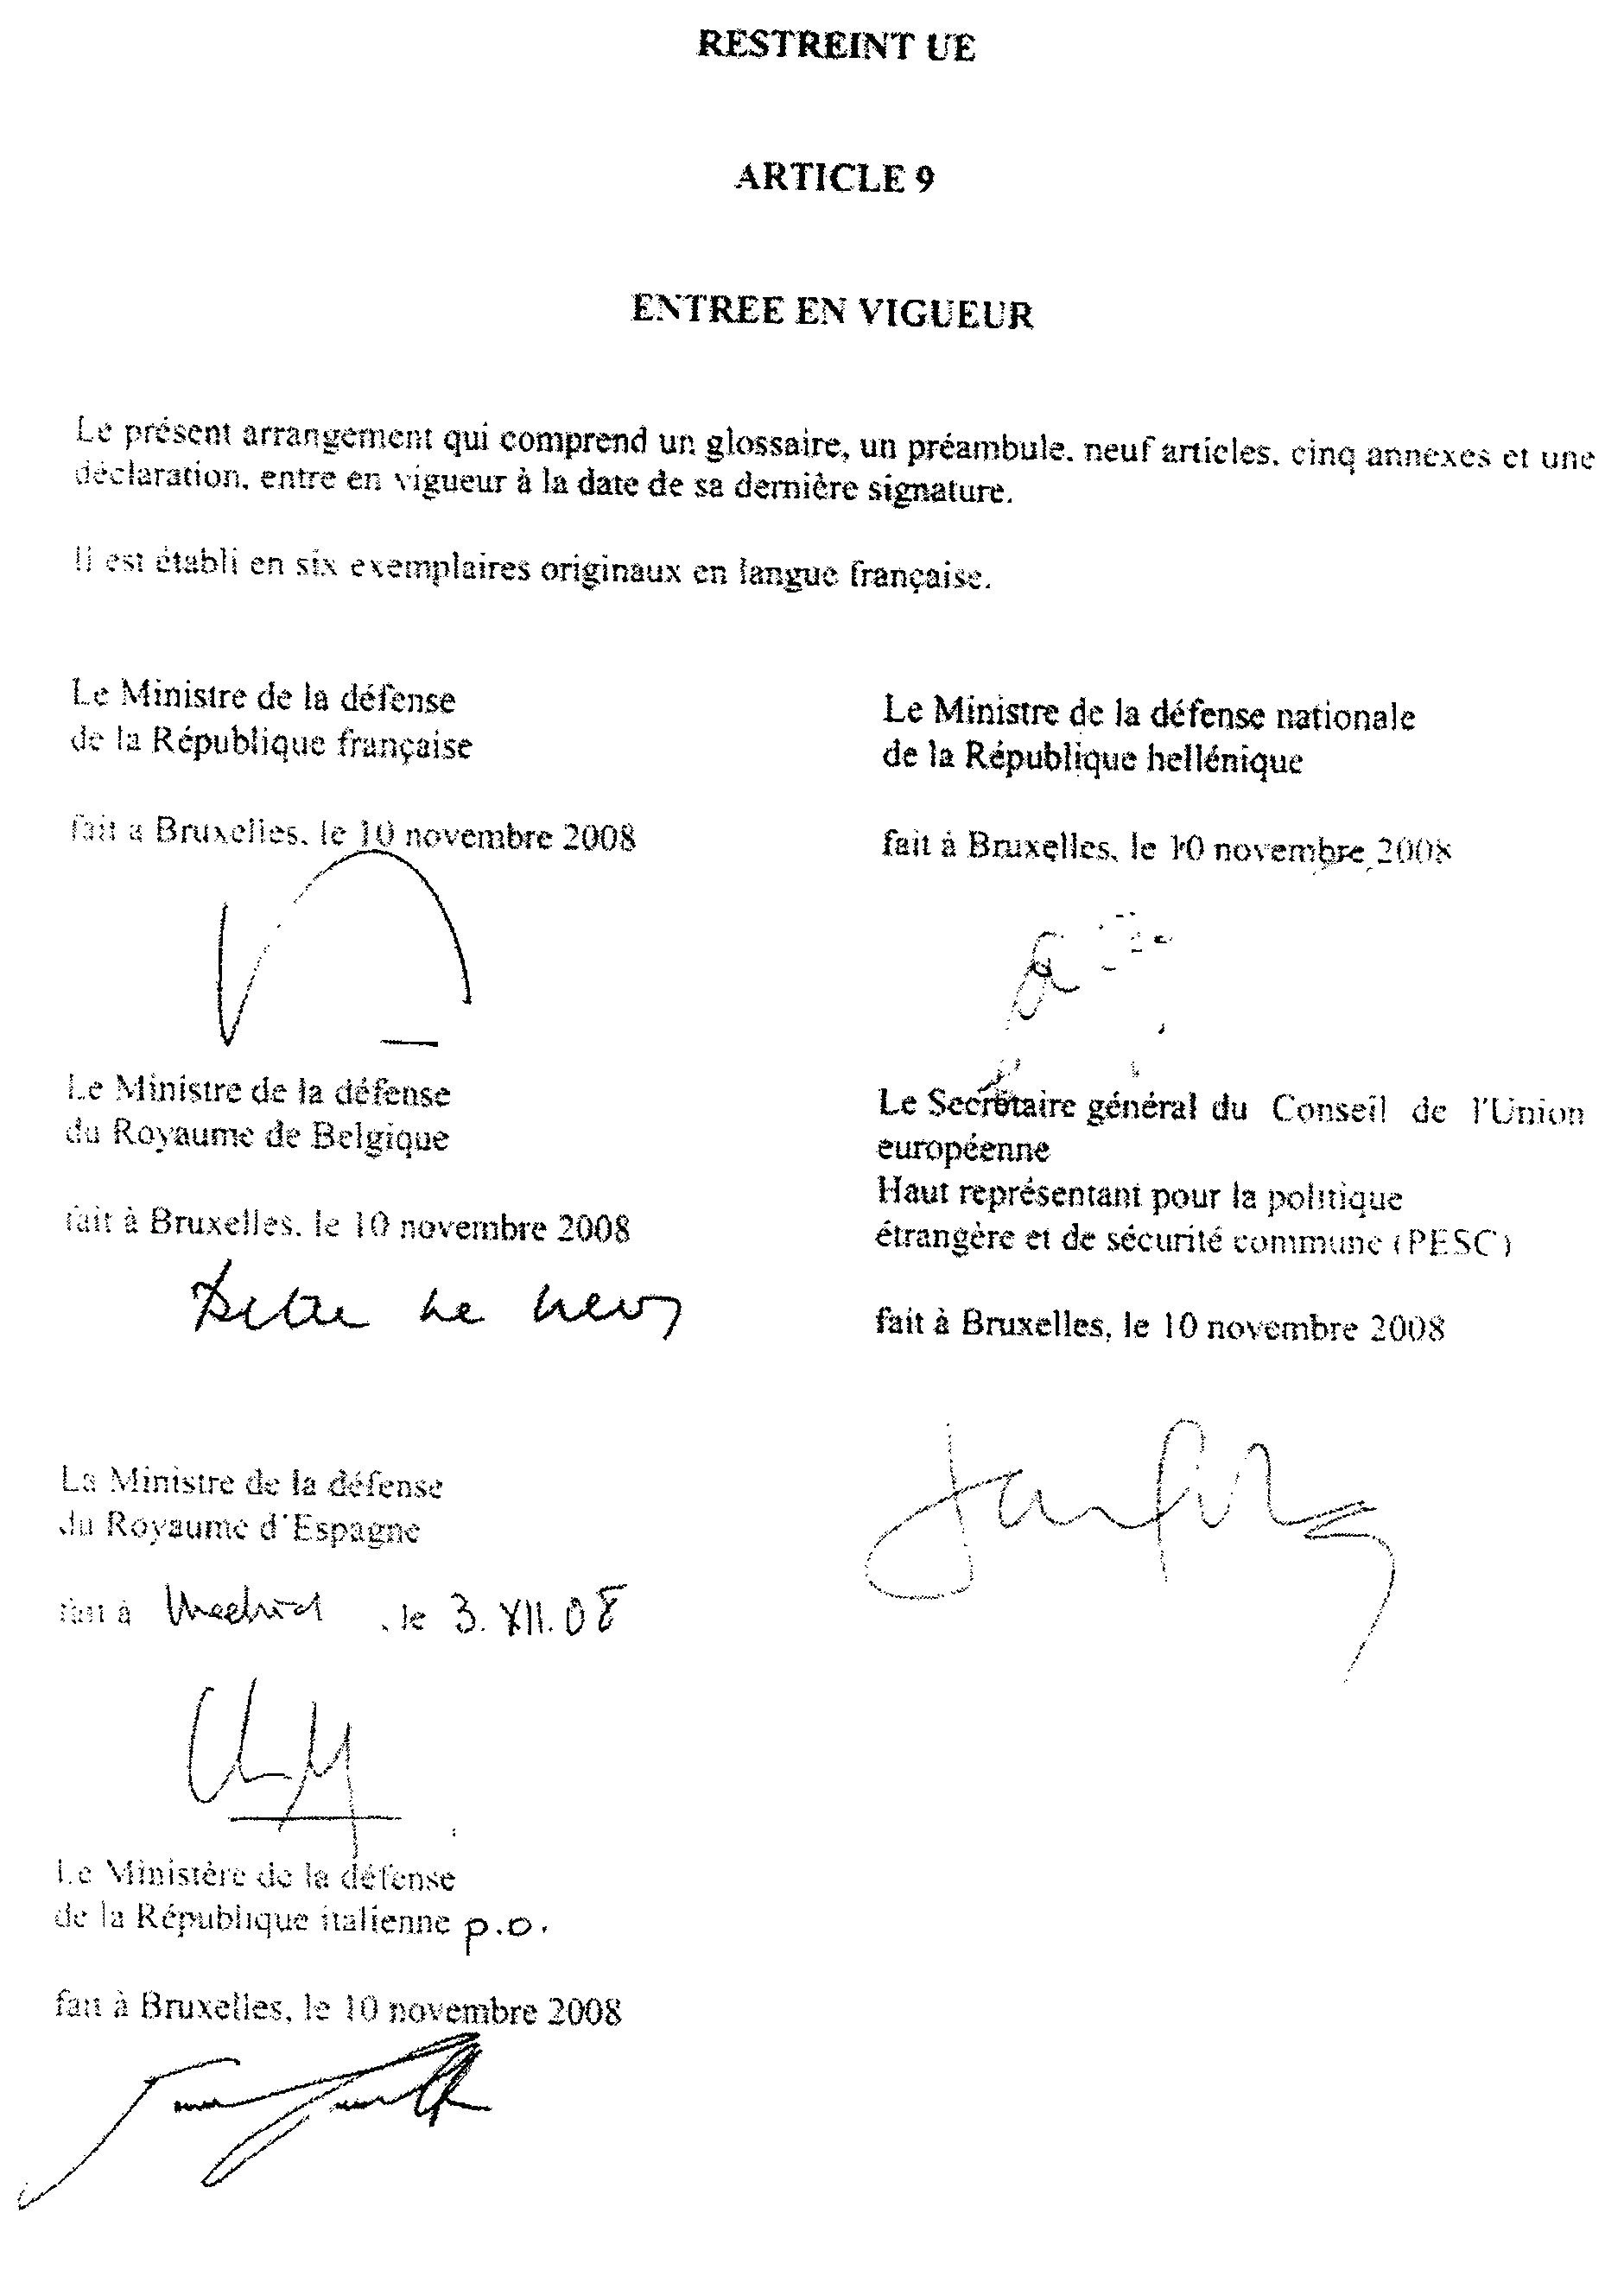 RESTREINT UE
ARTICLE 9
ENTREE EN VIGUEUR
Le présent arrangement qui comprend un glossaire, un préambule, neuf articles, cinq annexes et une
déclaration, entre en vigueur à la date de sa dernière signature.
Il est établi en six exemplaires originaux en langue française.
Le Ministre de la défense
de la République française
fait à Bruxelles, le 10 novembre 2008
Le Ministre de la défense nationale
de la République hellénique
fait à Bruxelles, le 10 novembre 2008
Le Ministre de la défense
du Royaume de Belgique
fait à Bruxelles, le 10 novembre 2008
Le Secrétaire général du Conseil de l'Union
européenne
Haut représentant pour la politique
étrangère et de sécurité commune (PESC)
fait à Bruxelles, le 10 novembre 2008
La Ministre de la défense
du Royaume d'Espagne
fait à Madrid , le 3.XII.08
Le Ministère de la défense
de la République italienne p.o.
fait à Bruxelles, le 10 novembre 2008